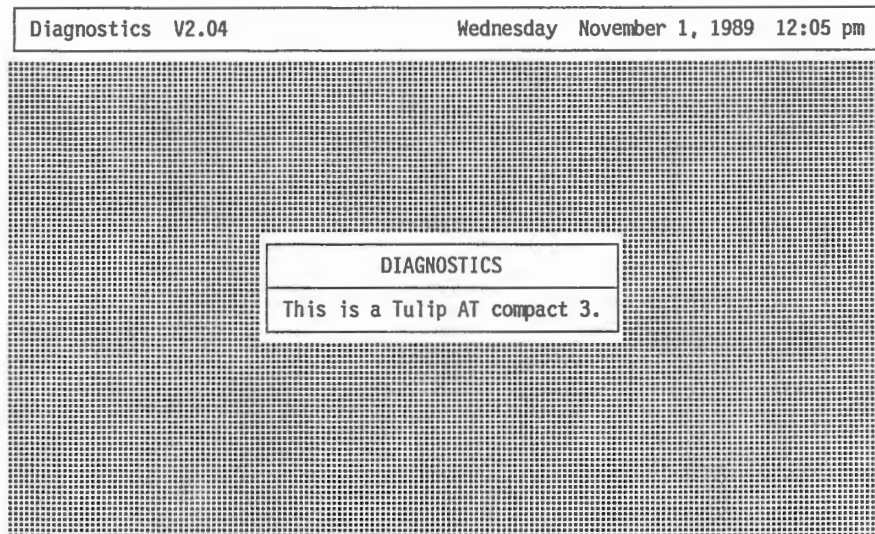 Diagnostics V2.04 Wednesday November 1, 1989 12:05 pm
DIAGNOSTICS
This is a Tulip AT compact 3.